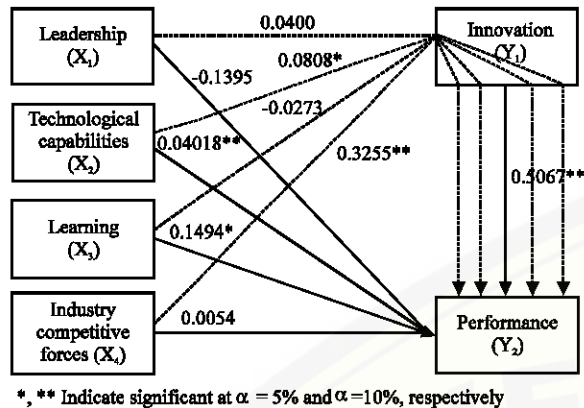 Leadership
(X₁)
0.0400
Innovation
(Y₁)
0.0808*
-0.1395
-0.0273
Technological
capabilities
(X₂)
0.04018**
0.3255**
0.5067**
Learning
(X₃)
0.1494*
Industry
competitive
forces (X₄)
0.0054
Performance
(Y₂)
*, ** Indicate significant at α = 5% and α =10%, respectively